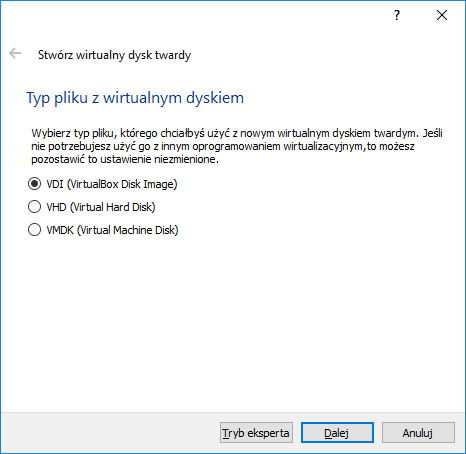 ?
Stwórz wirtualny dysk twardy
Typ pliku z wirtualnym dyskiem
Wybierz typ pliku, którego chciałbyś użyć z nowym wirtualnym dyskiem twardym. Jeśli
nie potrzebujesz użyć go z innym oprogramowaniem wirtualizacyjnym,to możesz
pozostawić to ustawienie niezmienione.
VDI (VirtualBox Disk Image)
VHD (Virtual Hard Disk)
VMDK (Virtual Machine Disk)
Tryb eksperta
Dalej
Anuluj